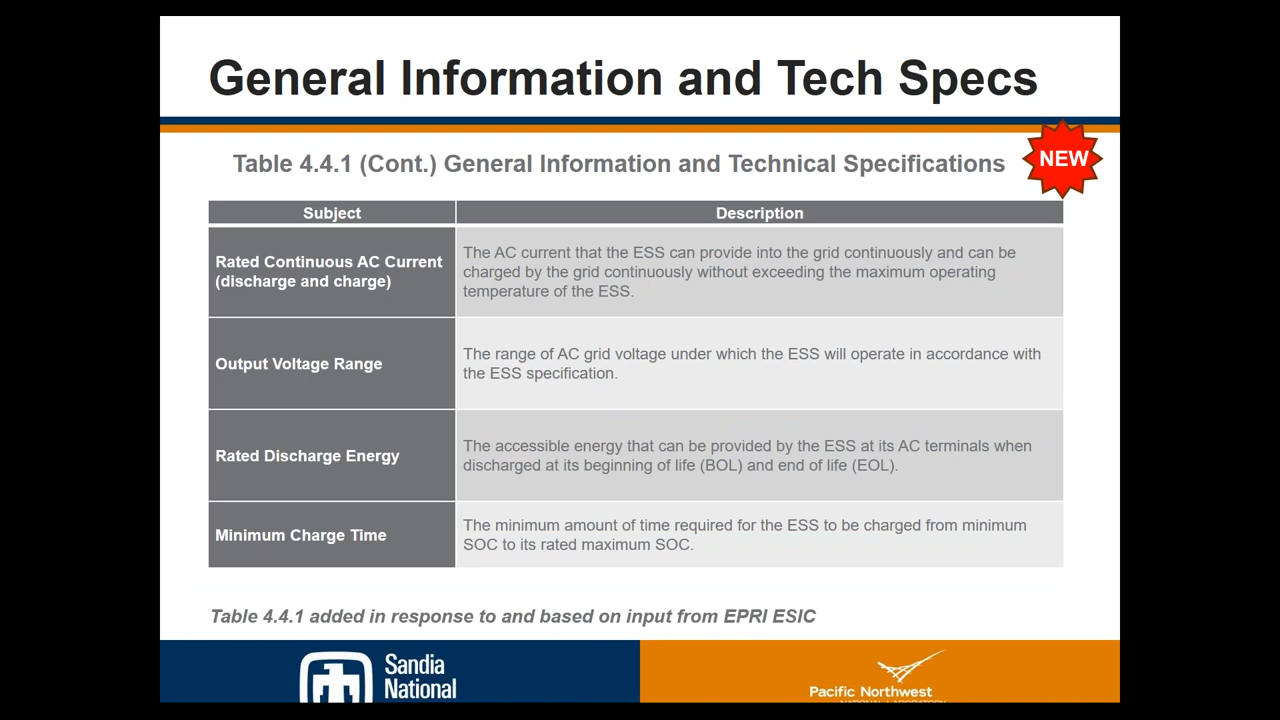 General Information and Tech Specs
Table 4.4.1 (Cont.) General Information and Technical Specifications
NEW
Subject
Description
Rated Continuous AC Current
(discharge and charge)
The AC current that the ESS can provide into the grid continuously and can be
charged by the grid continuously without exceeding the maximum operating
temperature of the ESS.
Output Voltage Range
The range of AC grid voltage under which the ESS will operate in accordance with
the ESS specification.
Rated Discharge Energy
The accessible energy that can be provided by the ESS at its AC terminals when
discharged at its beginning of life (BOL) and end of life (EOL).
Minimum Charge Time
The minimum amount of time required for the ESS to be charged from minimum
SOC to its rated maximum SOC.
Table 4.4.1 added in response to and based on input from EPRI ESIC
Sandia
National
Pacific Northwest